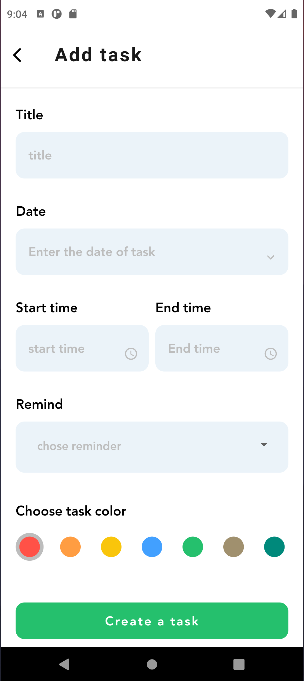 9:04
Add task
Title
title
Date
Enter the date of task
Start time End time
start time End time
Remind
chose reminder
Choose task color
Create a task